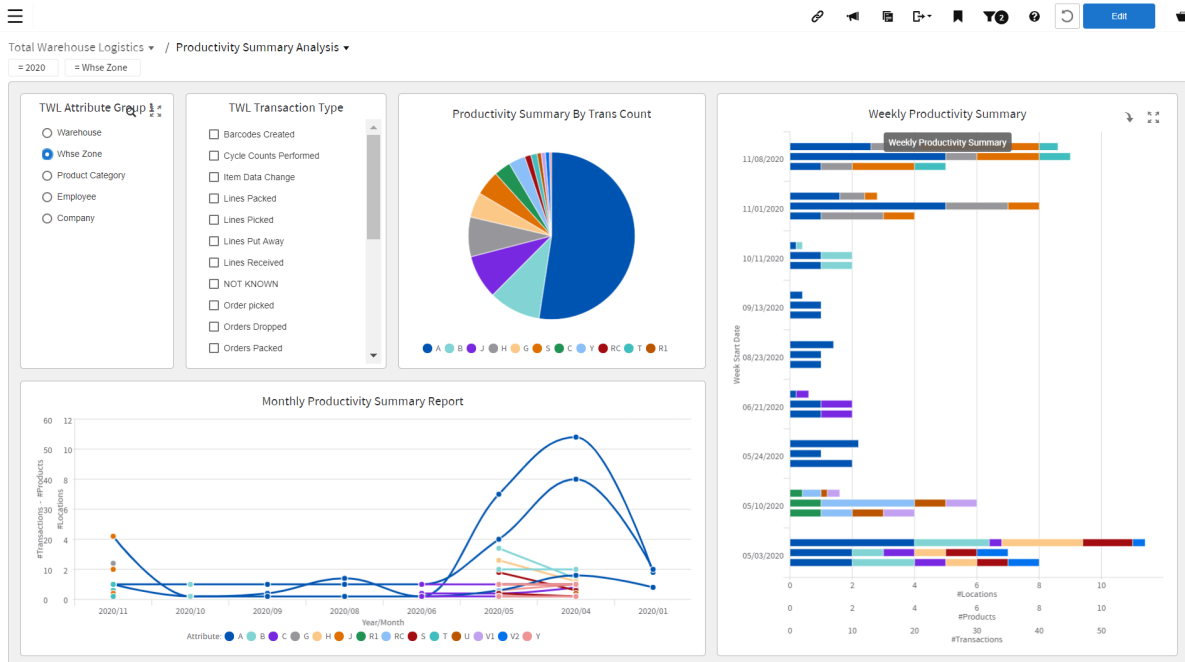 2
Edit
Total Warehouse Logistics / Productivity Summary Analysis
= 2020 = Whse Zone
TWL Attribute Group 1
Warehouse
Whse Zone
Product Category
Employee
Company
TWL Transaction Type
Barcodes Created
Cycle Counts Performed
Item Data Change
Lines Packed
Lines Picked
Lines Put Away
Lines Received
NOT KNOWN
Order picked
Orders Dropped
Orders Packed
Productivity Summary By Trans Count
A B J H G S C Y RC T R1
Weekly Productivity Summary
Weekly Productivity Summary
Week Start Date
11/08/2020
11/01/2020
10/11/2020
09/13/2020
08/23/2020
06/21/2020
05/24/2020
05/10/2020
05/03/2020
0 2 4 6 8 10
#Locations
0 2 4 6 8 10
#Products
0 10 20 30 40 50
#Transactions
Monthly Productivity Summary Report
#Transactions - #Products
#Locations
60 12
50 10
40 8
30 6
20 4
10 2
0 0
2020/11 2020/10 2020/09 2020/08 2020/06 2020/05 2020/04 2020/01
Year/Month
Attribute: A B C G H J R1 RC S T U V1 V2 Y